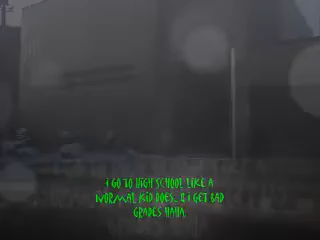 I GO TO HIGH SCHOOL LIKE A
NORMAL KID DOES. & I GET BAD
GRADES HAHA.